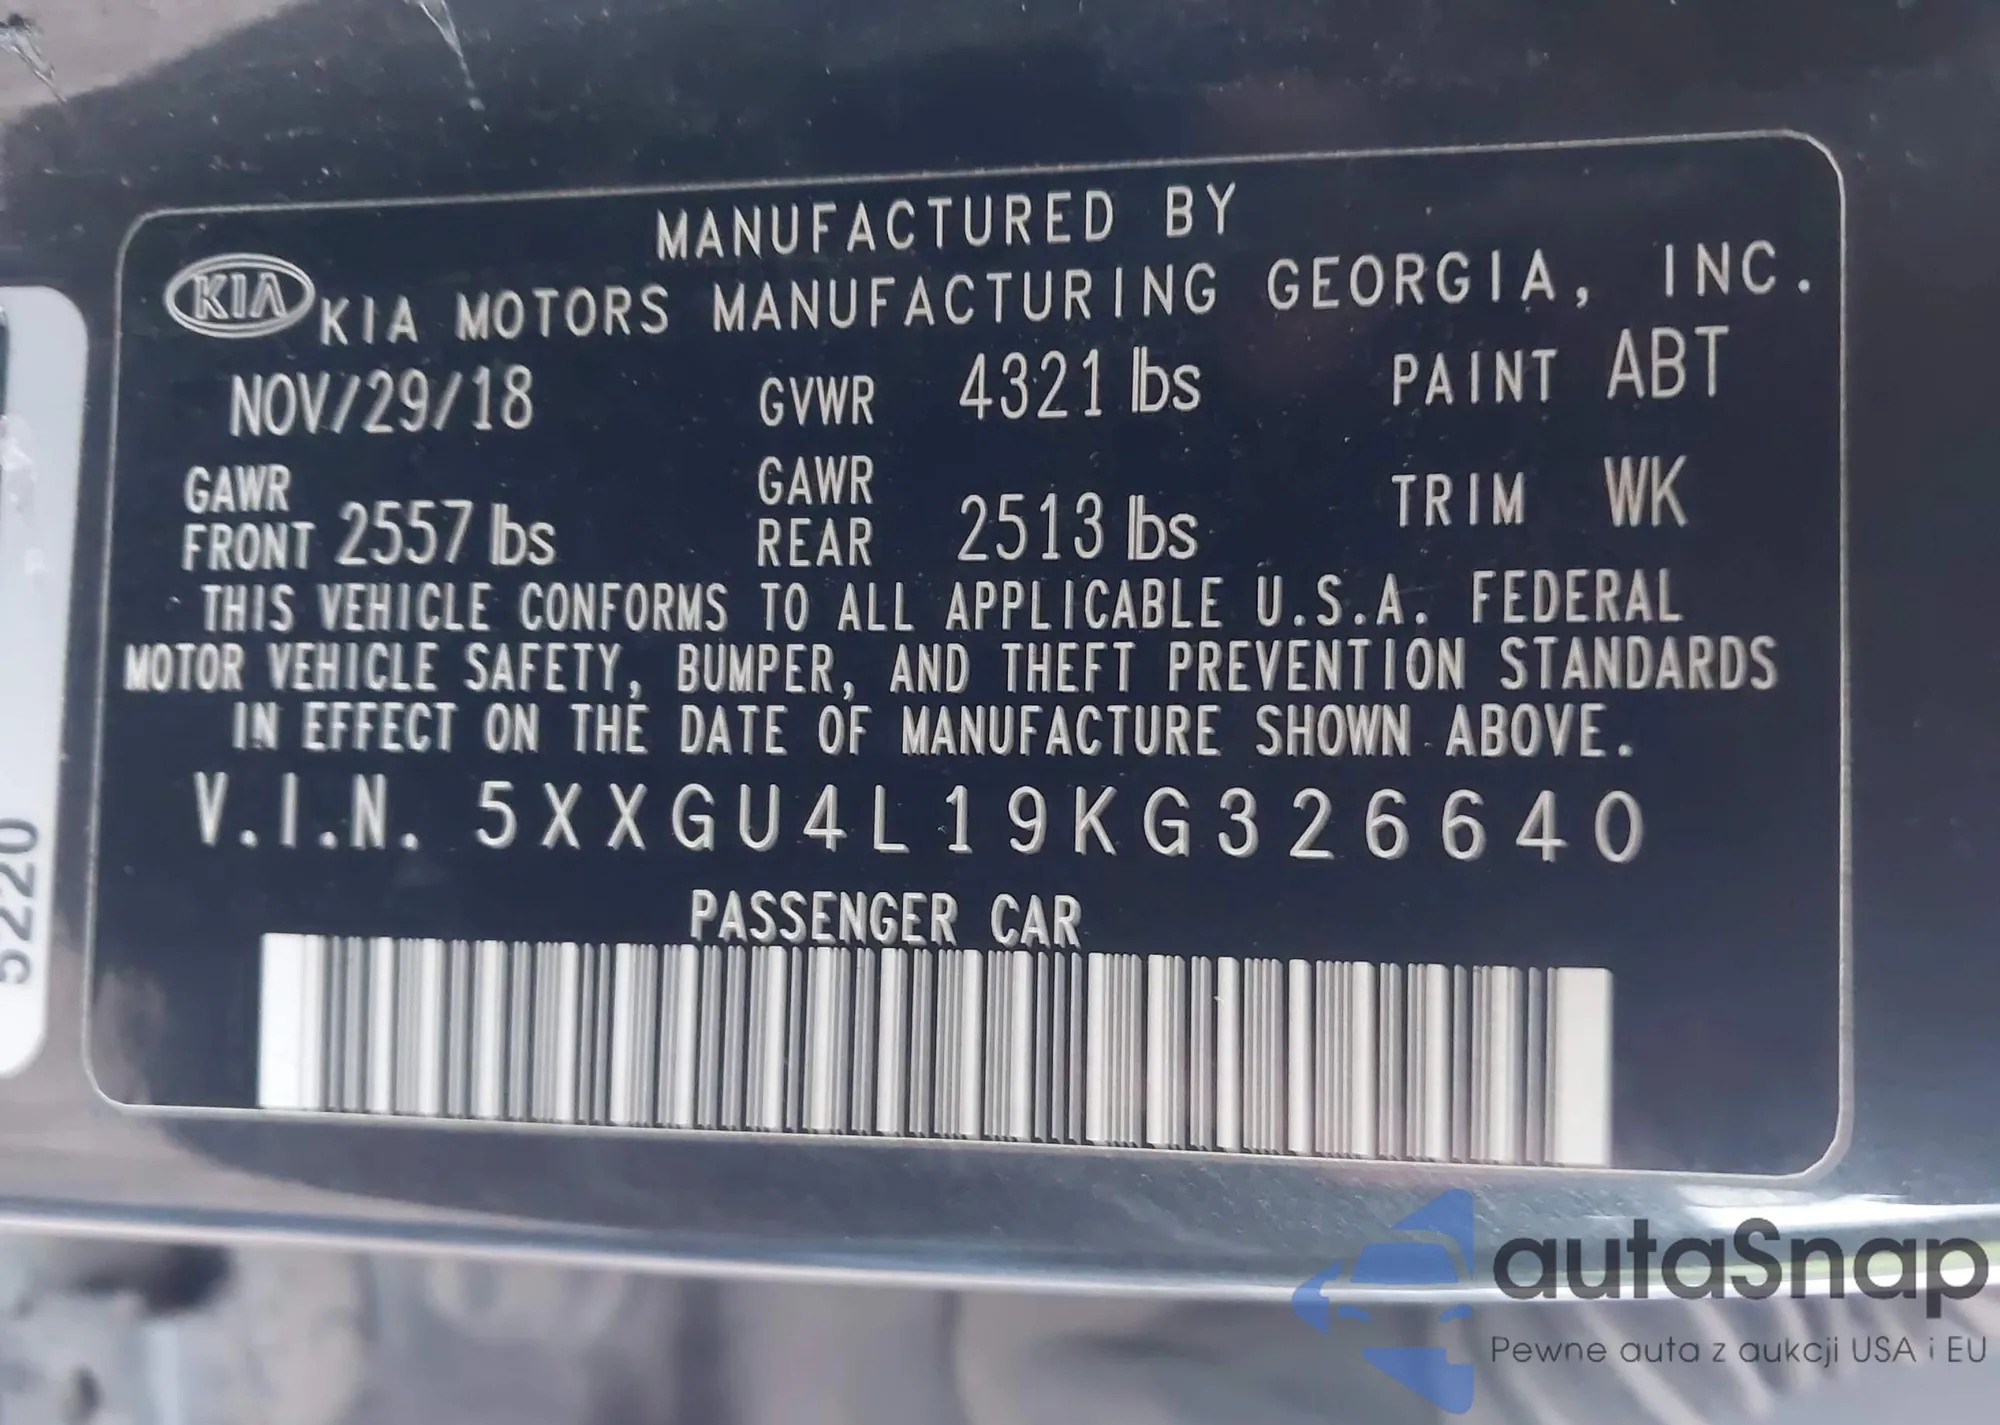 MANUFACTURED BY
KIA KIA MOTORS MANUFACTURING GEORGIA, INC.
NOV/29/18 GVWR 4321 lbs PAINT ABT
GAWR FRONT 2557 lbs GAWR REAR 2513 lbs TRIM WK
THIS VEHICLE CONFORMS TO ALL APPLICABLE U.S.A. FEDERAL
MOTOR VEHICLE SAFETY, BUMPER, AND THEFT PREVENTION STANDARDS
IN EFFECT ON THE DATE OF MANUFACTURE SHOWN ABOVE.
V.I.N. 5XXGU4L19KG326640
PASSENGER CAR
5220
autaSnap
Pewne auta z aukcji USA i EU